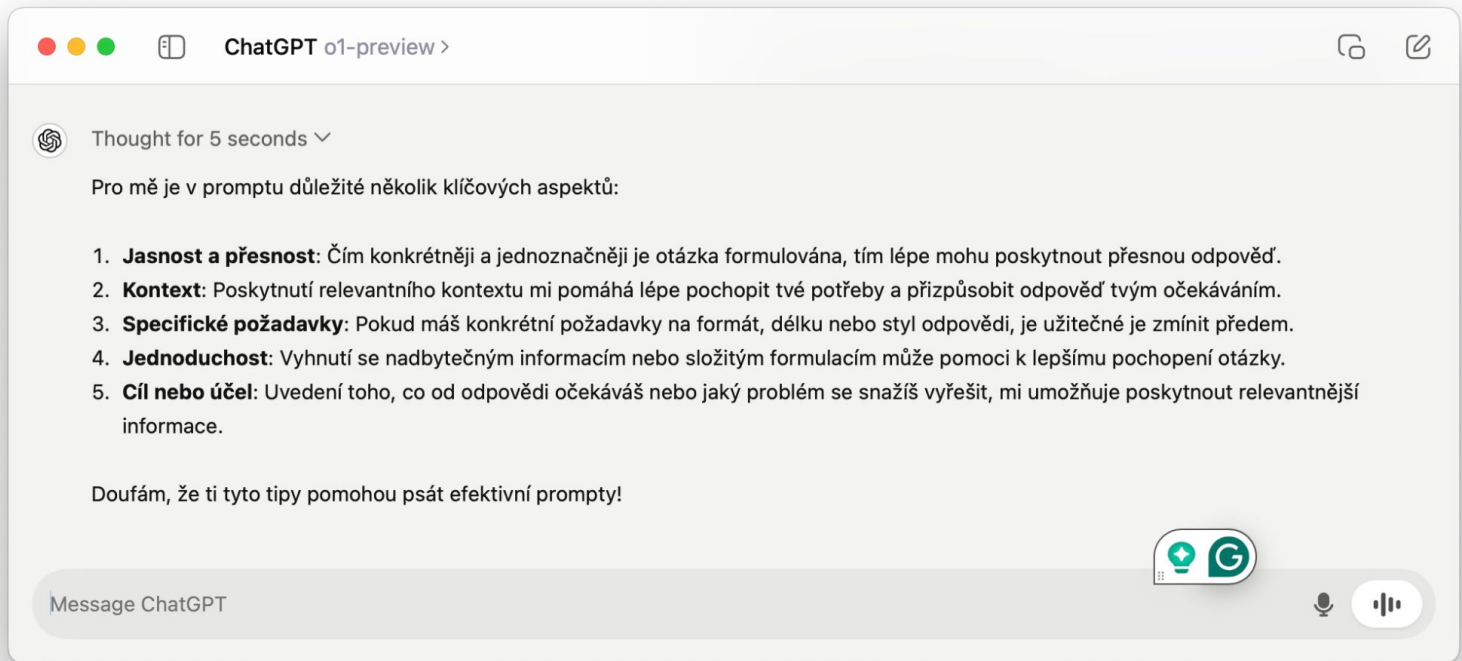 ChatGPT o1-preview >
Thought for 5 seconds
Pro mě je v promptu důležité několik klíčových aspektů:
1. Jasnost a přesnost: Čím konkrétněji a jednoznačněji je otázka formulována, tím lépe mohu poskytnout přesnou odpověď.
2. Kontext: Poskytnutí relevantního kontextu mi pomáhá lépe pochopit tvé potřeby a přizpůsobit odpověď tvým očekáváním.
3. Specifické požadavky: Pokud máš konkrétní požadavky na formát, délku nebo styl odpovědi, je užitečné je zmínit předem.
4. Jednoduchost: Vyhnutí se nadbytečným informacím nebo složitým formulacím může pomoci k lepšímu pochopení otázky.
5. Cíl nebo účel: Uvedení toho, co od odpovědi očekáváš nebo jaký problém se snažíš vyřešit, mi umožňuje poskytnout relevantnější
informace.
Doufám, že ti tyto tipy pomohou psát efektivní prompty!
G
Message ChatGPT